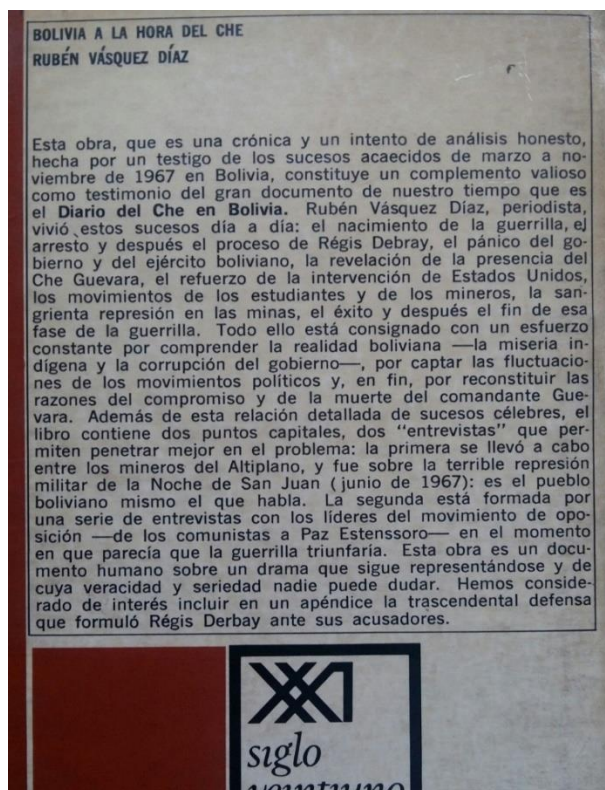 BOLIVIA A LA HORA DEL CHE
RUBÉN VÁSQUEZ DÍAZ
Esta obra, que es una crónica y un intento de análisis honesto,
hecha por un testigo de los sucesos acaecidos de marzo a no-
viembre de 1967 en Bolivia, constituye un complemento valioso
como testimonio del gran documento de nuestro tiempo que es
el Diario del Che en Bolivia. Rubén Vásquez Díaz, periodista,
vivió estos sucesos día a día: el nacimiento de la guerrilla, el
arresto y después el proceso de Régis Debray, el pánico del go-
bierno y del ejército boliviano, la revelación de la presencia del
Che Guevara, el refuerzo de la intervención de Estados Unidos,
los movimientos de los estudiantes y de los mineros, la san-
grienta represión en las minas, el éxito y después el fin de esa
fase de la guerrilla. Todo ello está consignado con un esfuerzo
constante por comprender la realidad boliviana —la miseria in-
dígena y la corrupción del gobierno—, por captar las fluctuacio-
nes de los movimientos políticos y, en fin, por reconstituir las
razones del compromiso y de la muerte del comandante Gue-
vara. Además de esta relación detallada de sucesos célebres, el
libro contiene dos puntos capitales, dos "entrevistas" que per-
miten penetrar mejor en el problema: la primera se llevó a cabo
entre los mineros del Altiplano, y fue sobre la terrible represión
militar de la Noche de San Juan (junio de 1967): es el pueblo
boliviano mismo el que habla. La segunda está formada por
una serie de entrevistas con los líderes del movimiento de opo-
sición —de los comunistas a Paz Estenssoro— en el momento
en que parecía que la guerrilla triunfaría. Esta obra es un docu-
mento humano sobre un drama que sigue representándose y de
cuya veracidad y seriedad nadie puede dudar. Hemos conside-
rado de interés incluir en un apéndice la trascendental defensa
que formuló Régis Derbay ante sus acusadores.
XXI
siglo
veintiuno